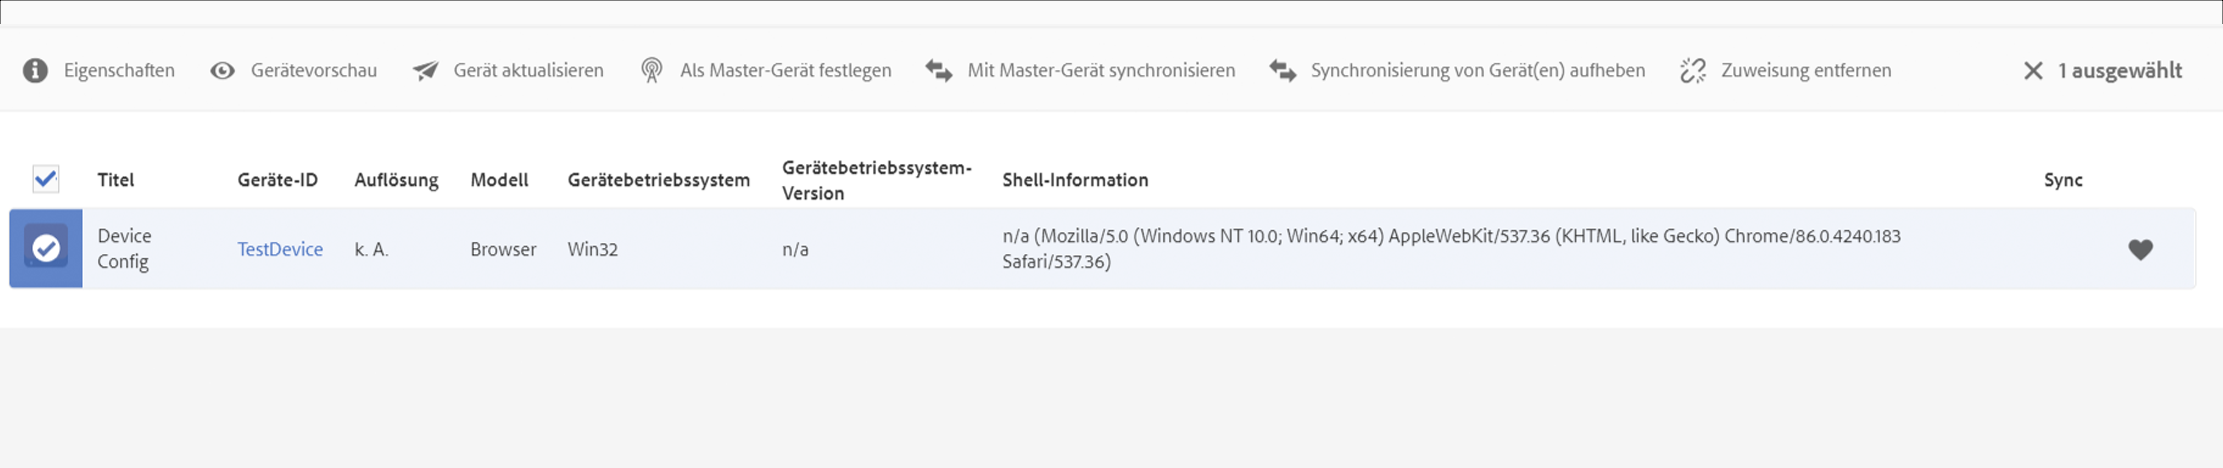 Eigenschaften Gerätevorschau Gerät aktualisieren Als Master-Gerät festlegen Mit Master-Gerät synchronisieren Synchronisierung von Gerät(en) aufheben Zuweisung entfernen 1 ausgewählt
Titel Geräte-ID Auflösung Modell Gerätebetriebssystem Gerätebetriebssystem-
Version Shell-Information Sync
Device
Config TestDevice k. A. Browser Win32 n/a n/a (Mozilla/5.0 (Windows NT 10.0; Win64; x64) AppleWebKit/537.36 (KHTML, like Gecko) Chrome/86.0.4240.183
Safari/537.36)